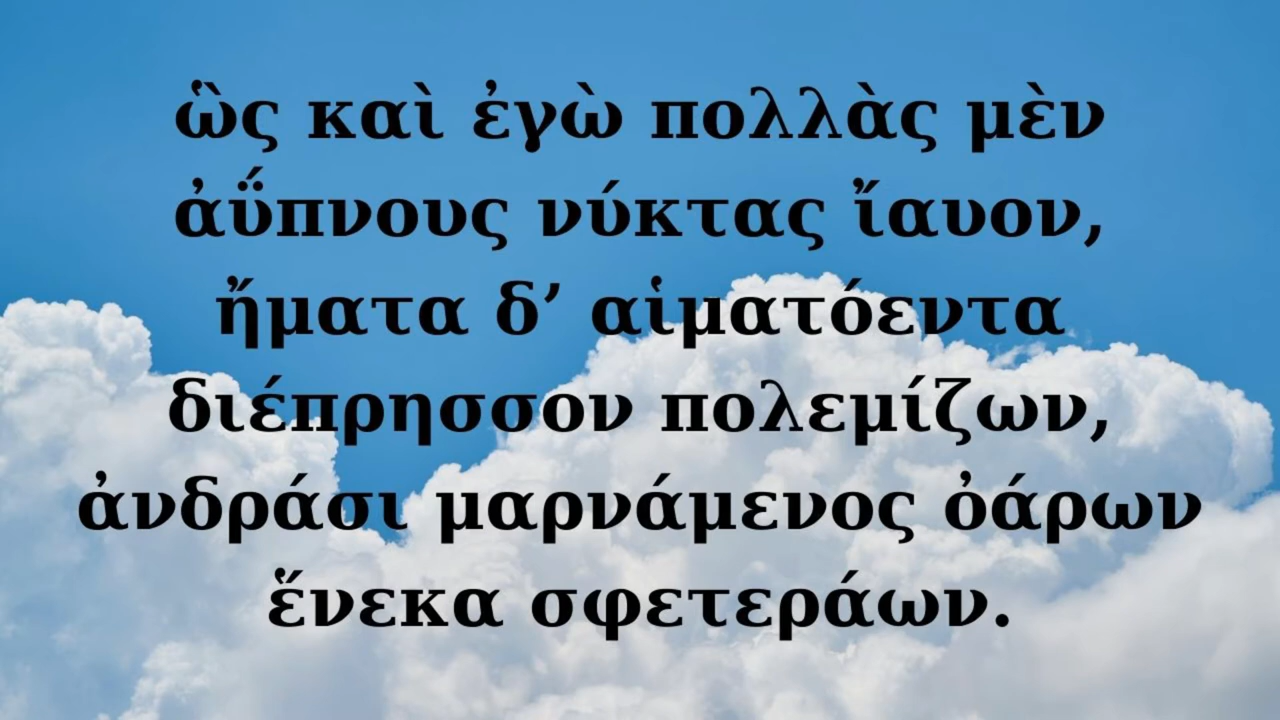 ὣς καὶ ἐγὼ πολλὰς μὲν
ἀΰπνους νύκτας ἴαυον,
ἤματα δ’ αἱματόεντα
διέπρησσον πολεμίζων,
ἀνδράσι μαρνάμενος ὀάρων
ἕνεκα σφετεράων.